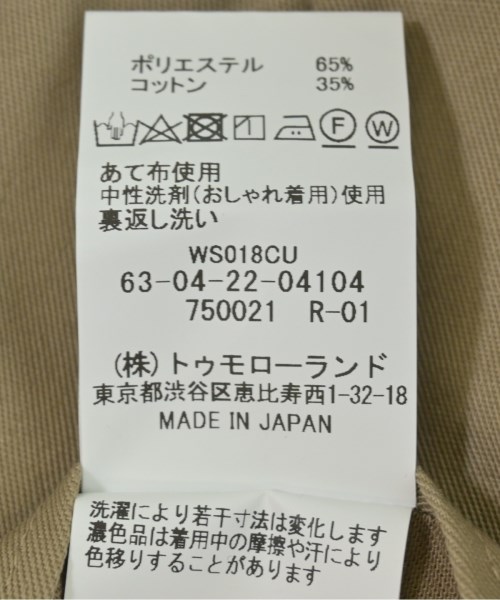 ポリエステル 65%
コットン 35%
F W
あて布使用
中性洗剤(おしゃれ着用)使用
裏返し洗い
WS018CU
63-04-22-04104
750021 R-01
(株)トゥモローランド
東京都渋谷区恵比寿西1-32-18
MADE IN JAPAN
洗濯により若干寸法は変化します
濃色品は着用中の摩擦や汗により
色移りすることがあります